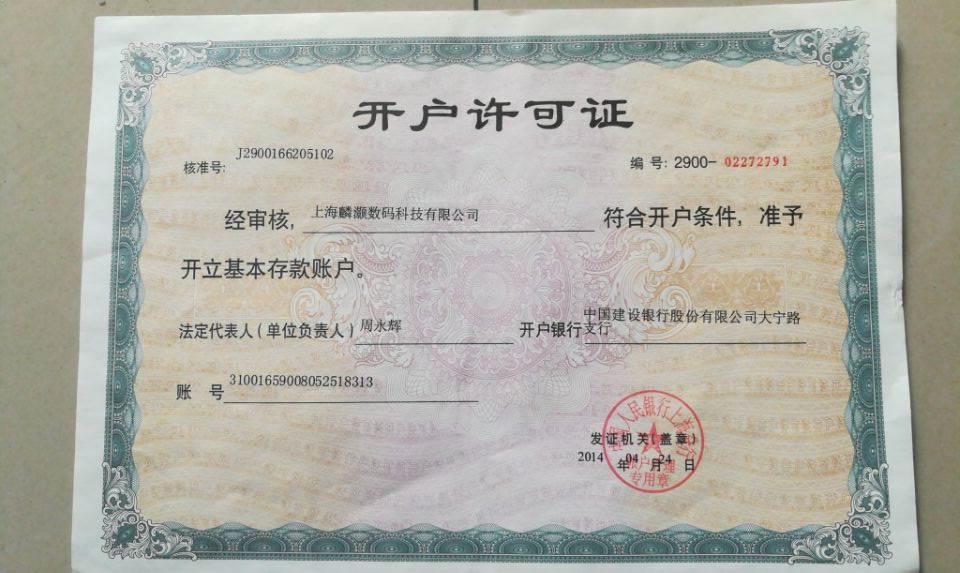 开户许可证
核准号: J2900166205102 编号: 2900- 02272791
经审核, 上海麟灏数码科技有限公司 符合开户条件, 准予
开立基本存款账户。
法定代表人(单位负责人) 周永辉 开户银行 中国建设银行股份有限公司大宁路
支行
账 号 31001659008052518313
发证机关(盖章)
2014 年 04 月 24 日
人民银行上海
账户管理
专用章